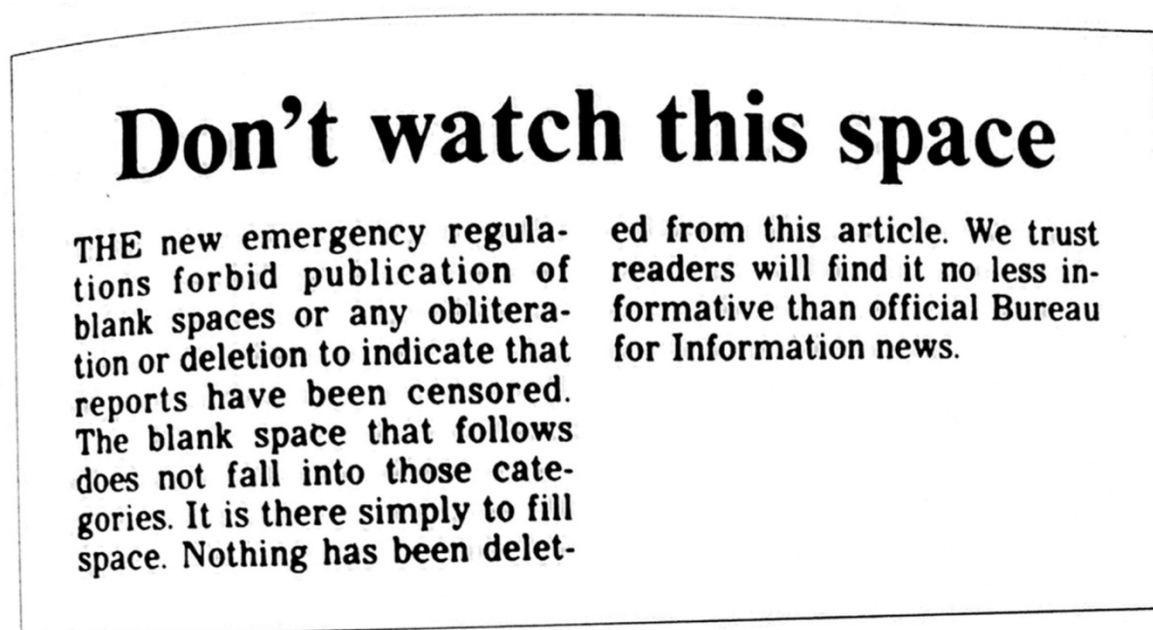 Don't watch this space
THE new emergency regula-
tions forbid publication of
blank spaces or any oblitera-
tion or deletion to indicate that
reports have been censored.
The blank space that follows
does not fall into those cate-
gories. It is there simply to fill
space. Nothing has been delet-
ed from this article. We trust
readers will find it no less in-
formative than official Bureau
for Information news.